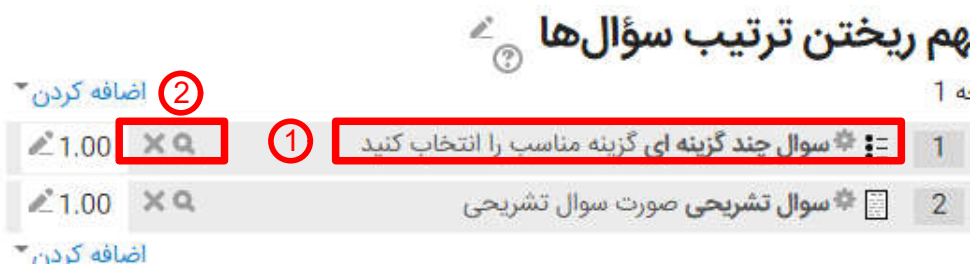 هم ریختن ترتیب سؤال‌ها
1
اضافه کردن
2
1
سوال چند گزینه ای گزینه مناسب را انتخاب کنید
1
1.00
2
سوال تشریحی صورت سوال تشریحی
1.00
اضافه کردن